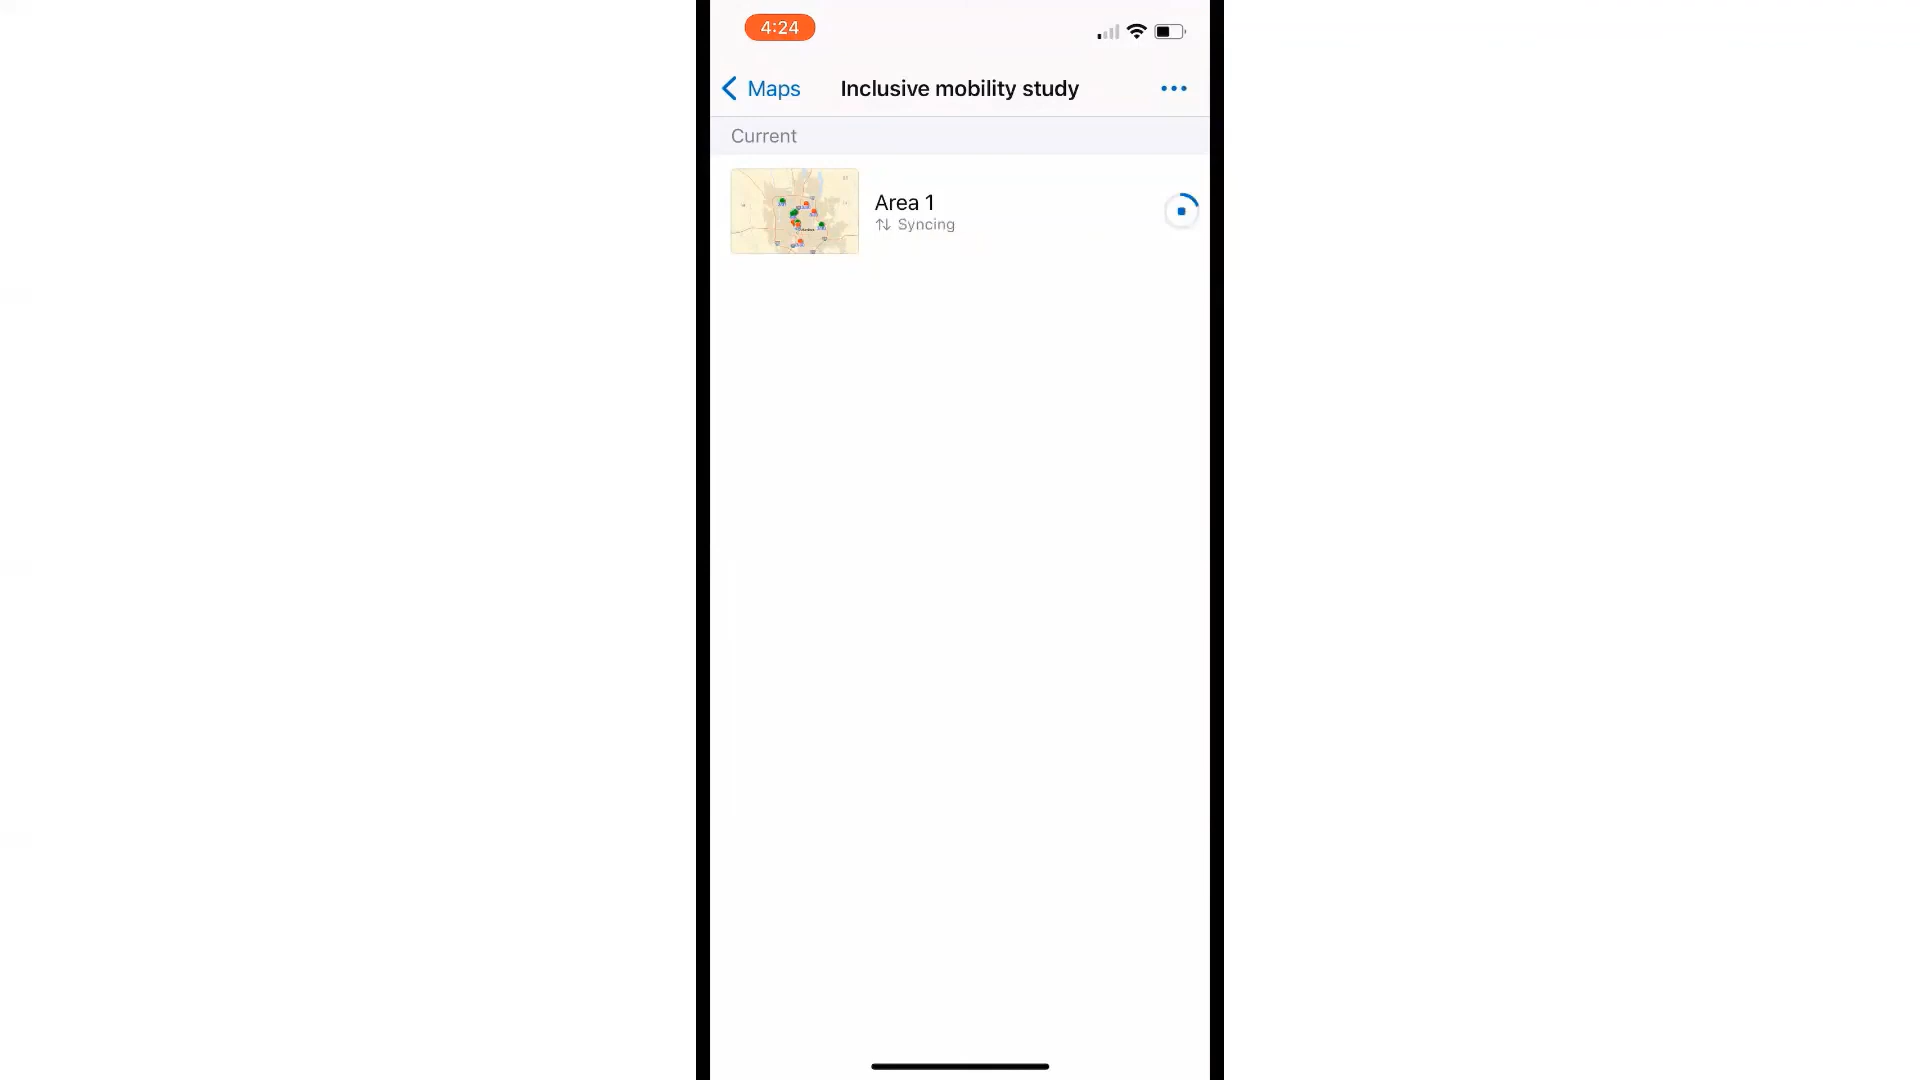 4:24
Maps
Inclusive mobility study
Current
Area 1
Syncing